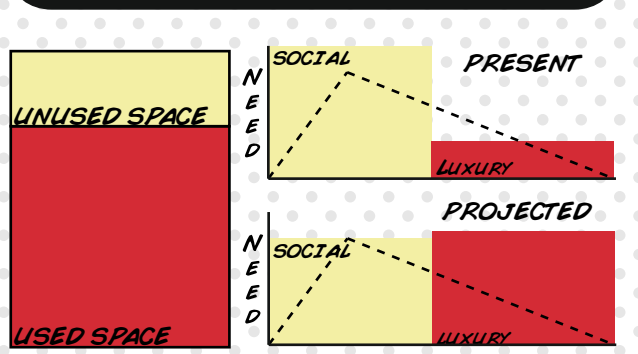 UNUSED SPACE
USED SPACE
NEED
SOCIAL
PRESENT
LUXURY
NEED
SOCIAL
PROJECTED
LUXURY